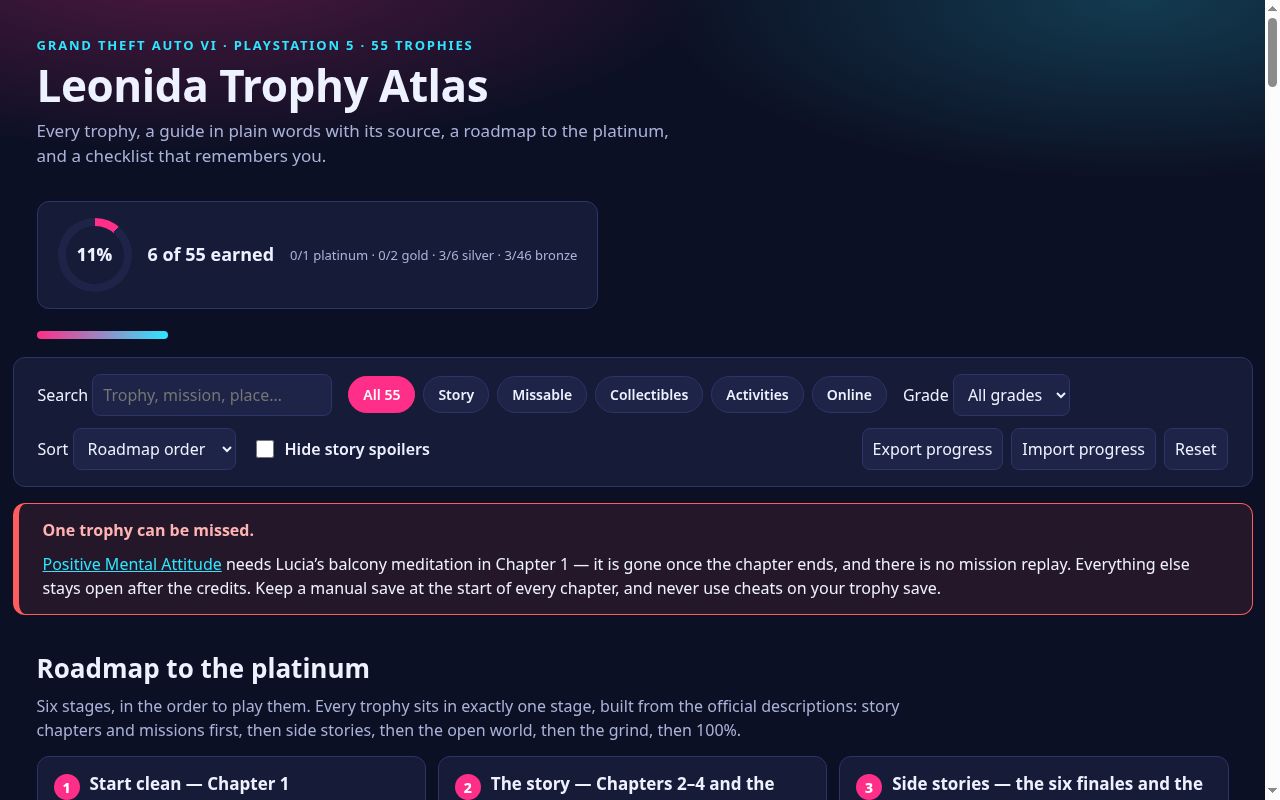 GRAND THEFT AUTO VI · PLAYSTATION 5 · 55 TROPHIES
Leonida Trophy Atlas
Every trophy, a guide in plain words with its source, a roadmap to the platinum,
and a checklist that remembers you.
11%
6 of 55 earned
0/1 platinum · 0/2 gold · 3/6 silver · 3/46 bronze
Search
Trophy, mission, place…
All 55
Story
Missable
Collectibles
Activities
Online
Grade
All grades
Sort
Roadmap order
Hide story spoilers
Export progress
Import progress
Reset
One trophy can be missed.
Positive Mental Attitude needs Lucia’s balcony meditation in Chapter 1 — it is gone once the chapter ends, and there is no mission replay. Everything else
stays open after the credits. Keep a manual save at the start of every chapter, and never use cheats on your trophy save.
Roadmap to the platinum
Six stages, in the order to play them. Every trophy sits in exactly one stage, built from the official descriptions: story
chapters and missions first, then side stories, then the open world, then the grind, then 100%.
1
Start clean — Chapter 1
2
The story — Chapters 2–4 and the
3
Side stories — the six finales and the